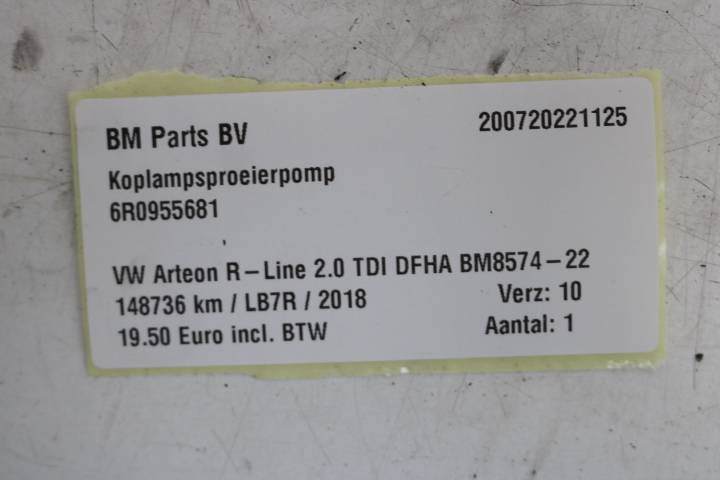 BM Parts BV 200720221125
Koplampsproeierpomp
6R0955681
VW Arteon R-Line 2.0 TDI DFHA BM8574-22
148736 km / LB7R / 2018 Verz: 10
19.50 Euro incl. BTW Aantal: 1